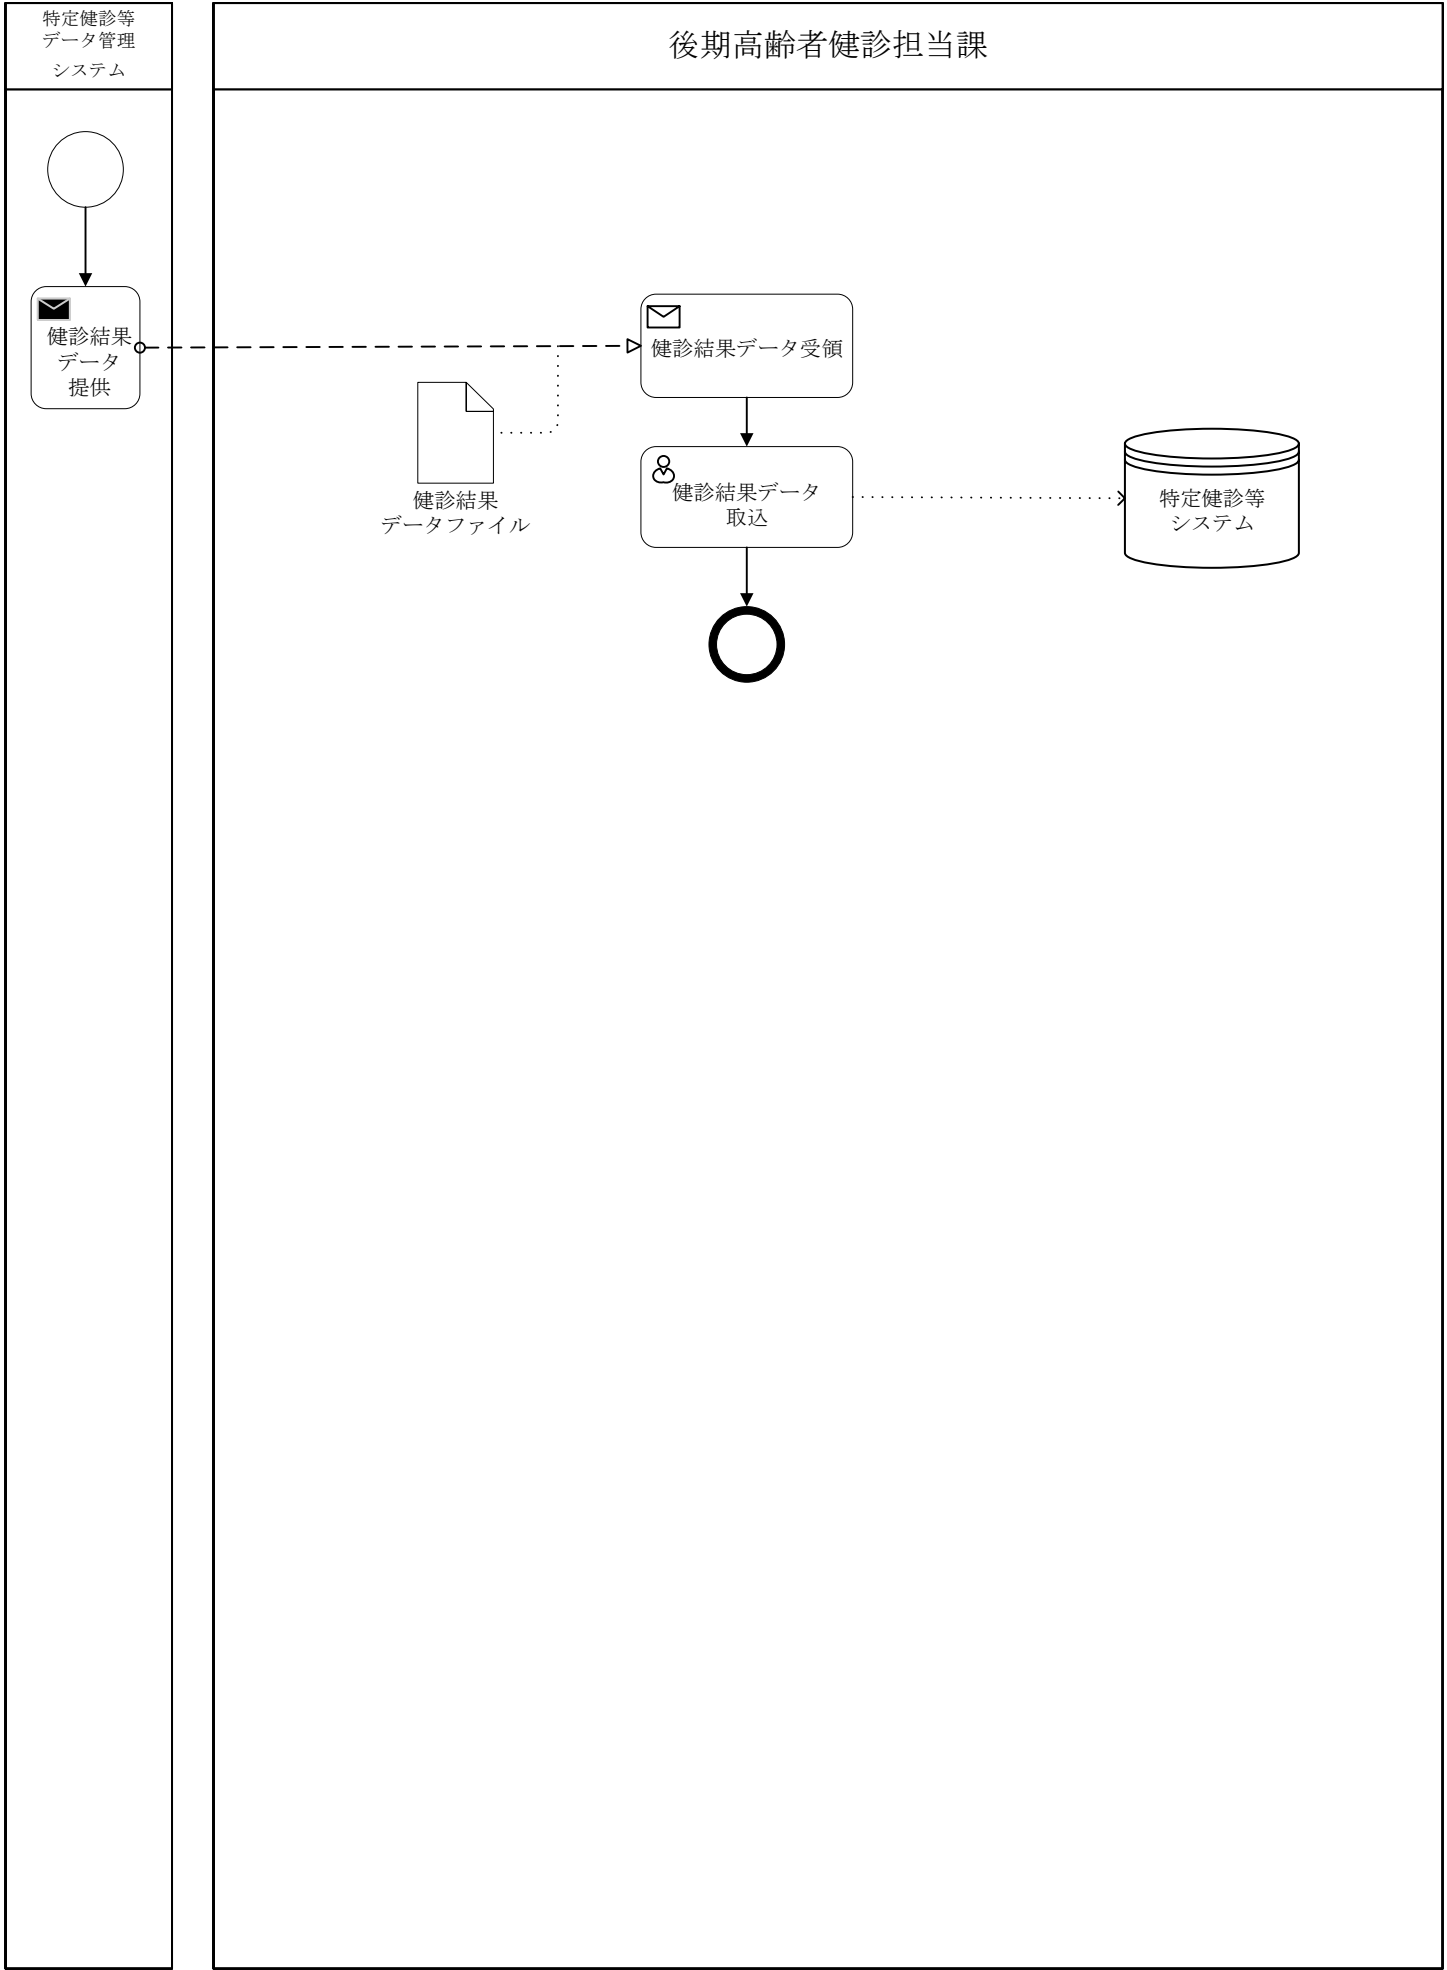 特定健診等
データ管理
システム
後期高齢者健診担当課
健診結果
データ
提供
健診結果データ受領
健診結果
データファイル
健診結果データ
取込
特定健診等
システム